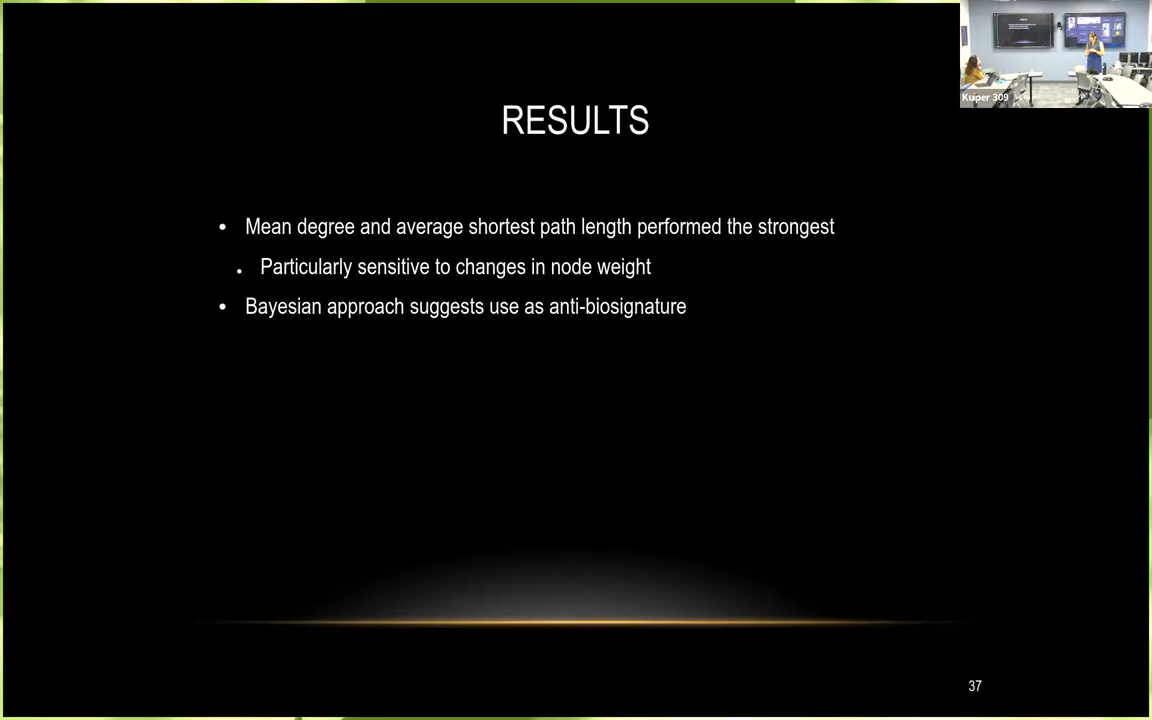 Kuiper 309
RESULTS
• Mean degree and average shortest path length performed the strongest
• Particularly sensitive to changes in node weight
• Bayesian approach suggests use as anti-biosignature
37